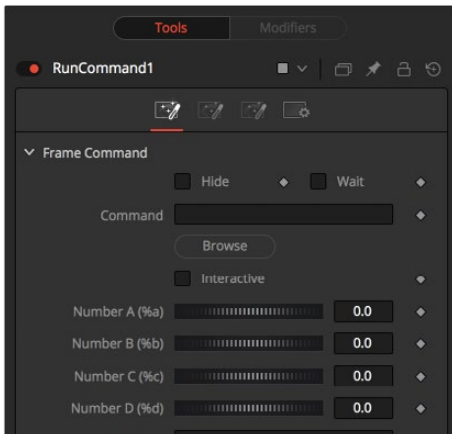 Tools Modifiers
RunCommand1
Frame Command
Hide Wait
Command
Browse
Interactive
Number A (%a) 0.0
Number B (%b) 0.0
Number C (%c) 0.0
Number D (%d) 0.0